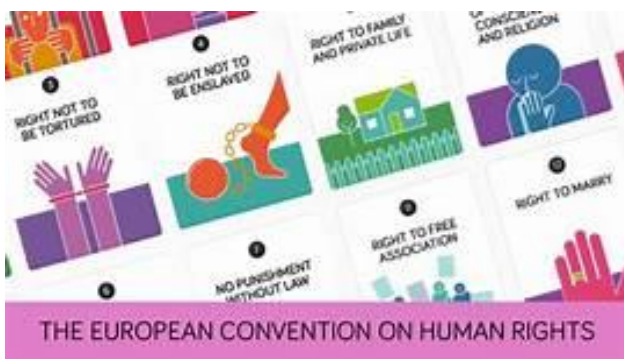 3
RIGHT NOT TO
BE TORTURED
4
RIGHT NOT TO
BE ENSLAVED
RIGHT TO FAMILY
AND PRIVATE LIFE
CONSCIENCE
AND RELIGION
6
7
NO PUNISHMENT
WITHOUT LAW
RIGHT TO FREE
ASSOCIATION
12
RIGHT TO MARRY
THE EUROPEAN CONVENTION ON HUMAN RIGHTS